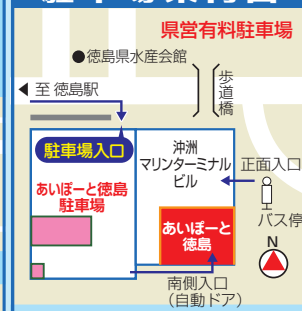 県営有料駐車場
●徳島県水産会館
◀ 至 徳島駅
歩道橋
駐車場入口
沖洲
マリンターミナル
ビル
正面入口
あいぽーと徳島
駐車場
バス停
あいぽーと
徳島
N
南側入口
(自動ドア)